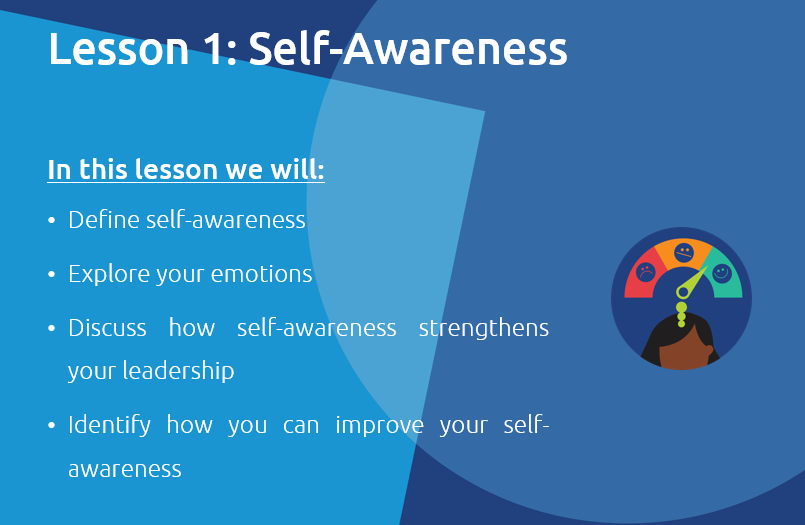 Lesson 1: Self-Awareness
In this lesson we will:
• Define self-awareness
• Explore your emotions
• Discuss how self-awareness strengthens
your leadership
• Identify how you can improve your self-
awareness